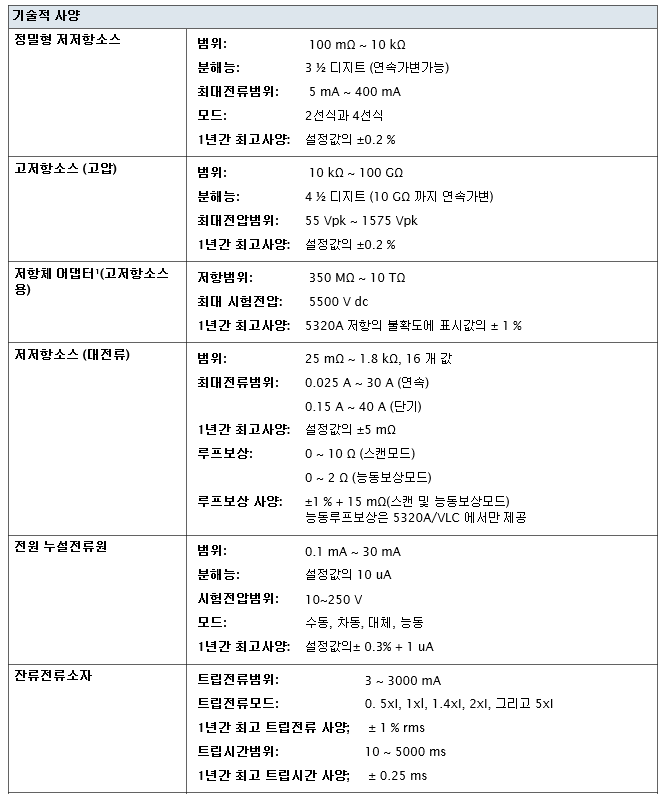 기술적 사양
정밀형 저저항소스
범위: 100 mΩ ~ 10 kΩ
분해능: 3 ½ 디지트 (연속가변가능)
최대전류범위: 5 mA ~ 400 mA
모드: 2선식과 4선식
1년간 최고사양: 설정값의 ±0.2 %
고저항소스 (고압)
범위: 10 kΩ ~ 100 GΩ
분해능: 4 ½ 디지트 (10 GΩ 까지 연속가변)
최대전압범위: 55 Vpk ~ 1575 Vpk
1년간 최고사양: 설정값의 ±0.2 %
저항체 어댑터¹(고저항소스
용)
저항범위: 350 MΩ ~ 10 TΩ
최대 시험전압: 5500 V dc
1년간 최고사양: 5320A 저항의 불확도에 표시값의 ± 1 %
저저항소스 (대전류)
범위: 25 mΩ ~ 1.8 kΩ, 16 개 값
최대전류범위: 0.025 A ~ 30 A (연속)
0.15 A ~ 40 A (단기)
1년간 최고사양: 설정값의 ±5 mΩ
루프보상: 0 ~ 10 Ω (스캔모드)
0 ~ 2 Ω (능동보상모드)
루프보상 사양: ±1 % + 15 mΩ(스캔 및 능동보상모드)
능동루프보상은 5320A/VLC 에서만 제공
전원 누설전류원
범위: 0.1 mA ~ 30 mA
분해능: 설정값의 10 uA
시험전압범위: 10~250 V
모드: 수동, 차동, 대체, 능동
1년간 최고사양: 설정값의± 0.3% + 1 uA
잔류전류소자
트립전류범위: 3 ~ 3000 mA
트립전류모드: 0. 5xI, 1xI, 1.4xI, 2xI, 그리고 5xI
1년간 최고 트립전류 사양; ± 1 % rms
트립시간범위: 10 ~ 5000 ms
1년간 최고 트립시간 사양; ± 0.25 ms